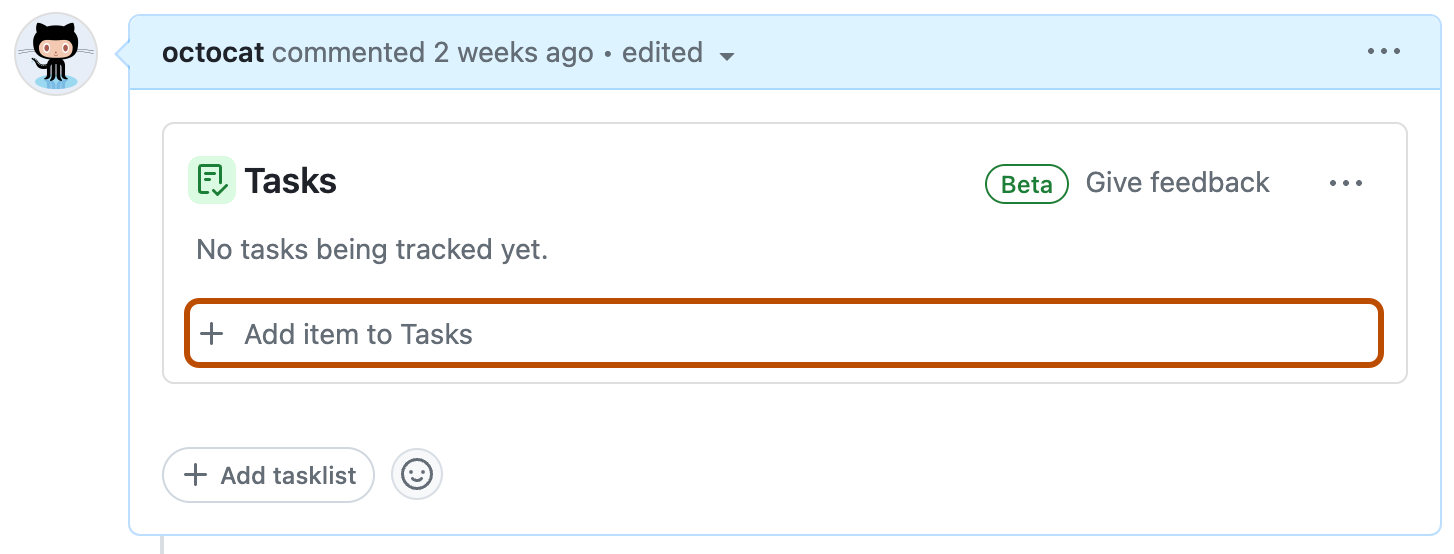 octocat commented 2 weeks ago • edited
Tasks
Beta Give feedback
No tasks being tracked yet.
Add item to Tasks
Add tasklist